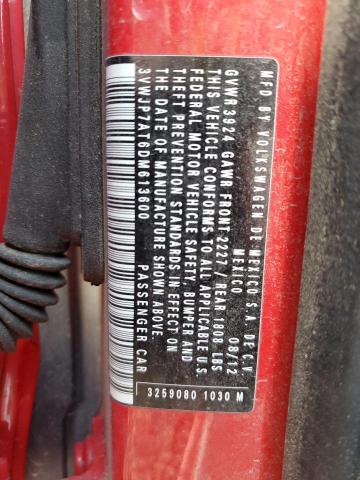 MFD BY VOLKSWAGEN DE MEXICO S.A. DE C.V
MEXICO 08/12
GVWR 3924 GAWR FRONT 2227 / REAR 1808 LBS
THIS VEHICLE CONFORMS TO ALL APPLICABLE U.S.
FEDERAL MOTOR VEHICLE SAFETY, BUMPER AND
THEFT PREVENTION STANDARDS IN EFFECT ON
THE DATE OF MANUFACTURE SHOWN ABOVE.
3VWJP7AT6DM613600 PASSENGER CAR
3259080 1030 M